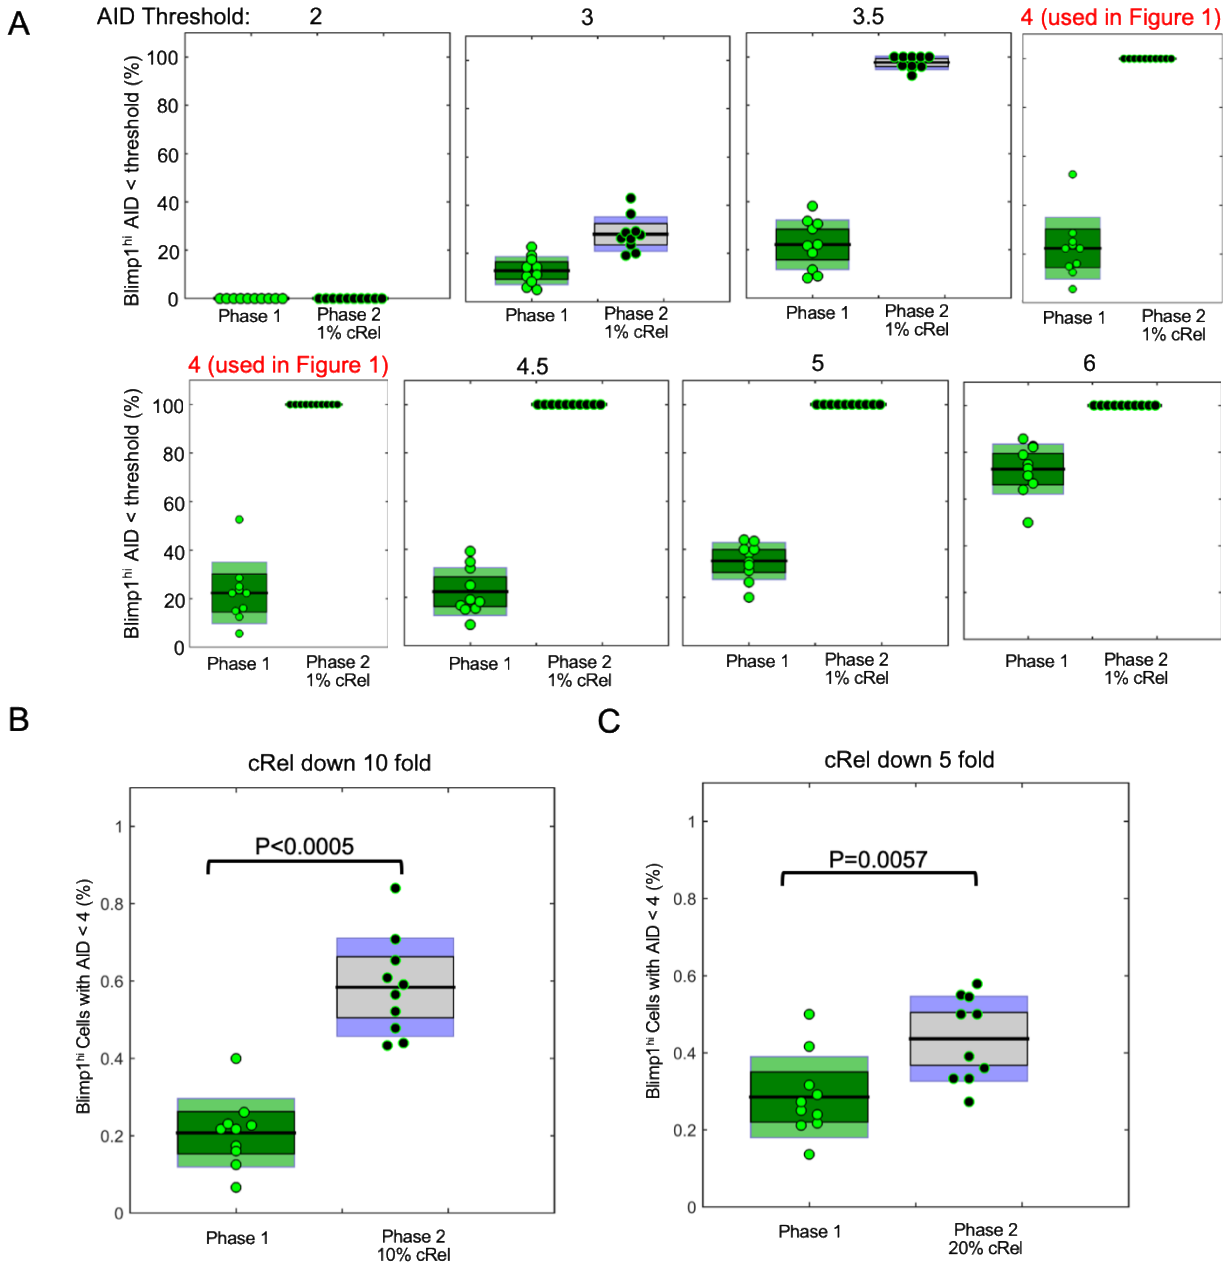 A
AID Threshold: 2 3 3.5 4 (used in Figure 1)
Blimp1hi AID < threshold (%)
100
80
60
40
20
0
Phase 1 Phase 2 1% cRel
Phase 1 Phase 2 1% cRel
Phase 1 Phase 2 1% cRel
Phase 1 Phase 2 1% cRel
4 (used in Figure 1) 4.5 5 6
Blimp1hi AID < threshold (%)
100
80
60
40
20
0
Phase 1 Phase 2 1% cRel
Phase 1 Phase 2 1% cRel
Phase 1 Phase 2 1% cRel
Phase 1 Phase 2 1% cRel
B
cRel down 10 fold
Blimp1hi Cells with AID < 4 (%)
1
0.8
0.6
0.4
0.2
0
P<0.0005
Phase 1 Phase 2
10% cRel
C
cRel down 5 fold
Blimp1hi Cells with AID < 4 (%)
1
0.8
0.6
0.4
0.2
0
P=0.0057
Phase 1 Phase 2
20% cRel